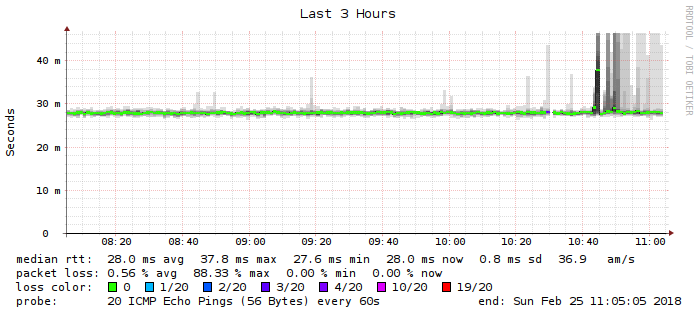 Last 3 Hours
RRDTOOL / TOBI OETIKER
Seconds
40 m
30 m
20 m
10 m
0
08:20 08:40 09:00 09:20 09:40 10:00 10:20 10:40 11:00
median rtt: 28.0 ms avg 37.8 ms max 27.6 ms min 28.0 ms now 0.8 ms sd 36.9 am/s
packet loss: 0.56 % avg 88.33 % max 0.00 % min 0.00 % now
loss color: 0 1/20 2/20 3/20 4/20 10/20 19/20
probe: 20 ICMP Echo Pings (56 Bytes) every 60s end: Sun Feb 25 11:05:05 2018